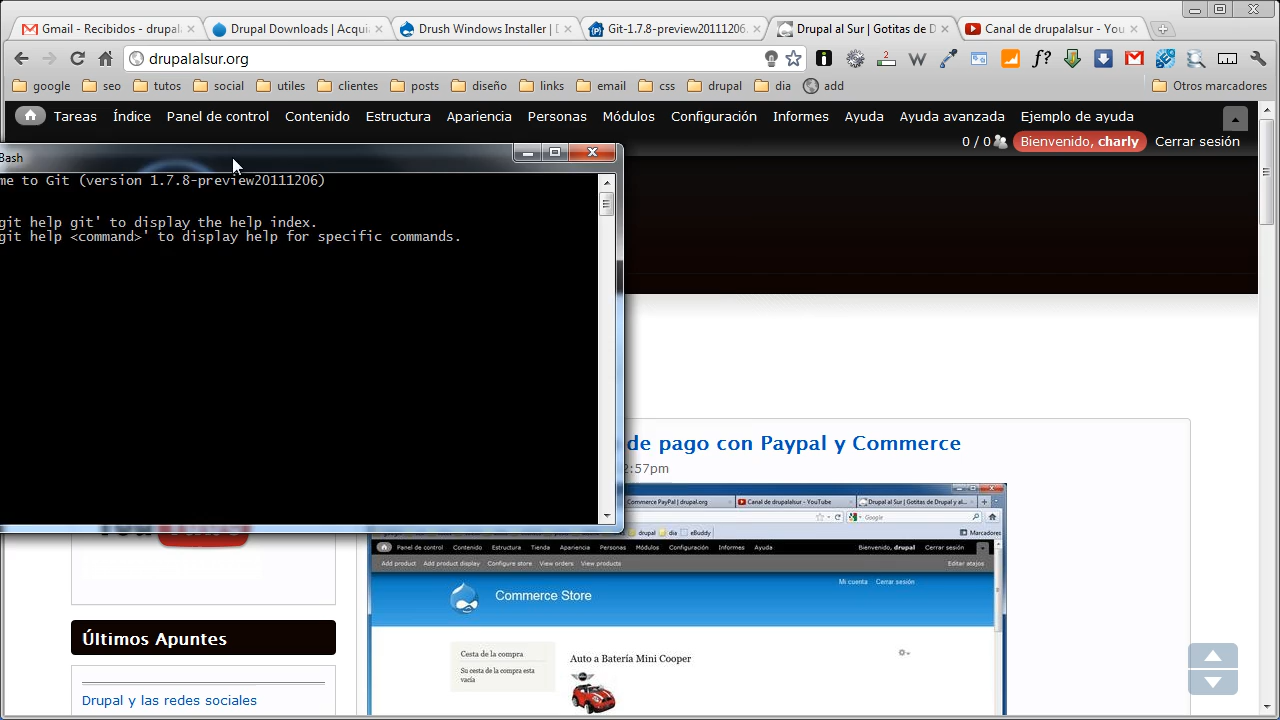 Gmail - Recibidos - drupal
Drupal Downloads | Acqui
Drush Windows Installer | D
Git-1.7.8-preview20111206.
Drupal al Sur | Gotitas de D
Canal de drupalalsur - You
drupalalsur.org
google
seo
tutos
social
utiles
clientes
posts
diseño
links
email
css
drupal
dia
add
Otros marcadores
Tareas
Índice
Panel de control
Contenido
Estructura
Apariencia
Personas
Módulos
Configuración
Informes
Ayuda
Ayuda avanzada
Ejemplo de ayuda
0 / 0
Bienvenido, charly
Cerrar sesión
Bash
me to Git (version 1.7.8-preview20111206)
git help git' to display the help index.
git help <command>' to display help for specific commands.
de pago con Paypal y Commerce
2:57pm
Commerce PayPal | drupal.org
Canal de drupalalsur - YouTube
Drupal al Sur | Gotitas de Drupal y al
Google
drupal
dia
eBuddy
Marcadores
Panel de control
Contenido
Estructura
Tienda
Apariencia
Personas
Módulos
Configuración
Informes
Ayuda
Bienvenido, drupal
Cerrar sesión
Add product
Add product display
Configure store
View orders
View products
Editar atajos
Mi cuenta
Cerrar sesión
Commerce Store
Cesta de la compra
Su cesta de la compra esta
vacía
Auto a Batería Mini Cooper
Últimos Apuntes
Drupal y las redes sociales